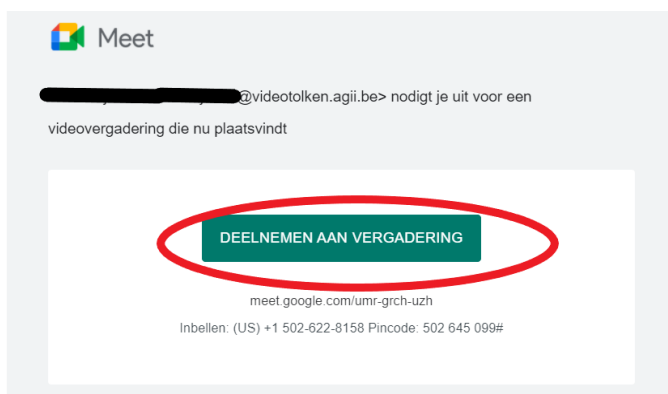 Meet
@videotolken.agii.be> nodigt je uit voor een
videovergadering die nu plaatsvindt
DEELNEMEN AAN VERGADERING
meet.google.com/umr-grch-uzh
Inbellen: (US) +1 502-622-8158 Pincode: 502 645 099#